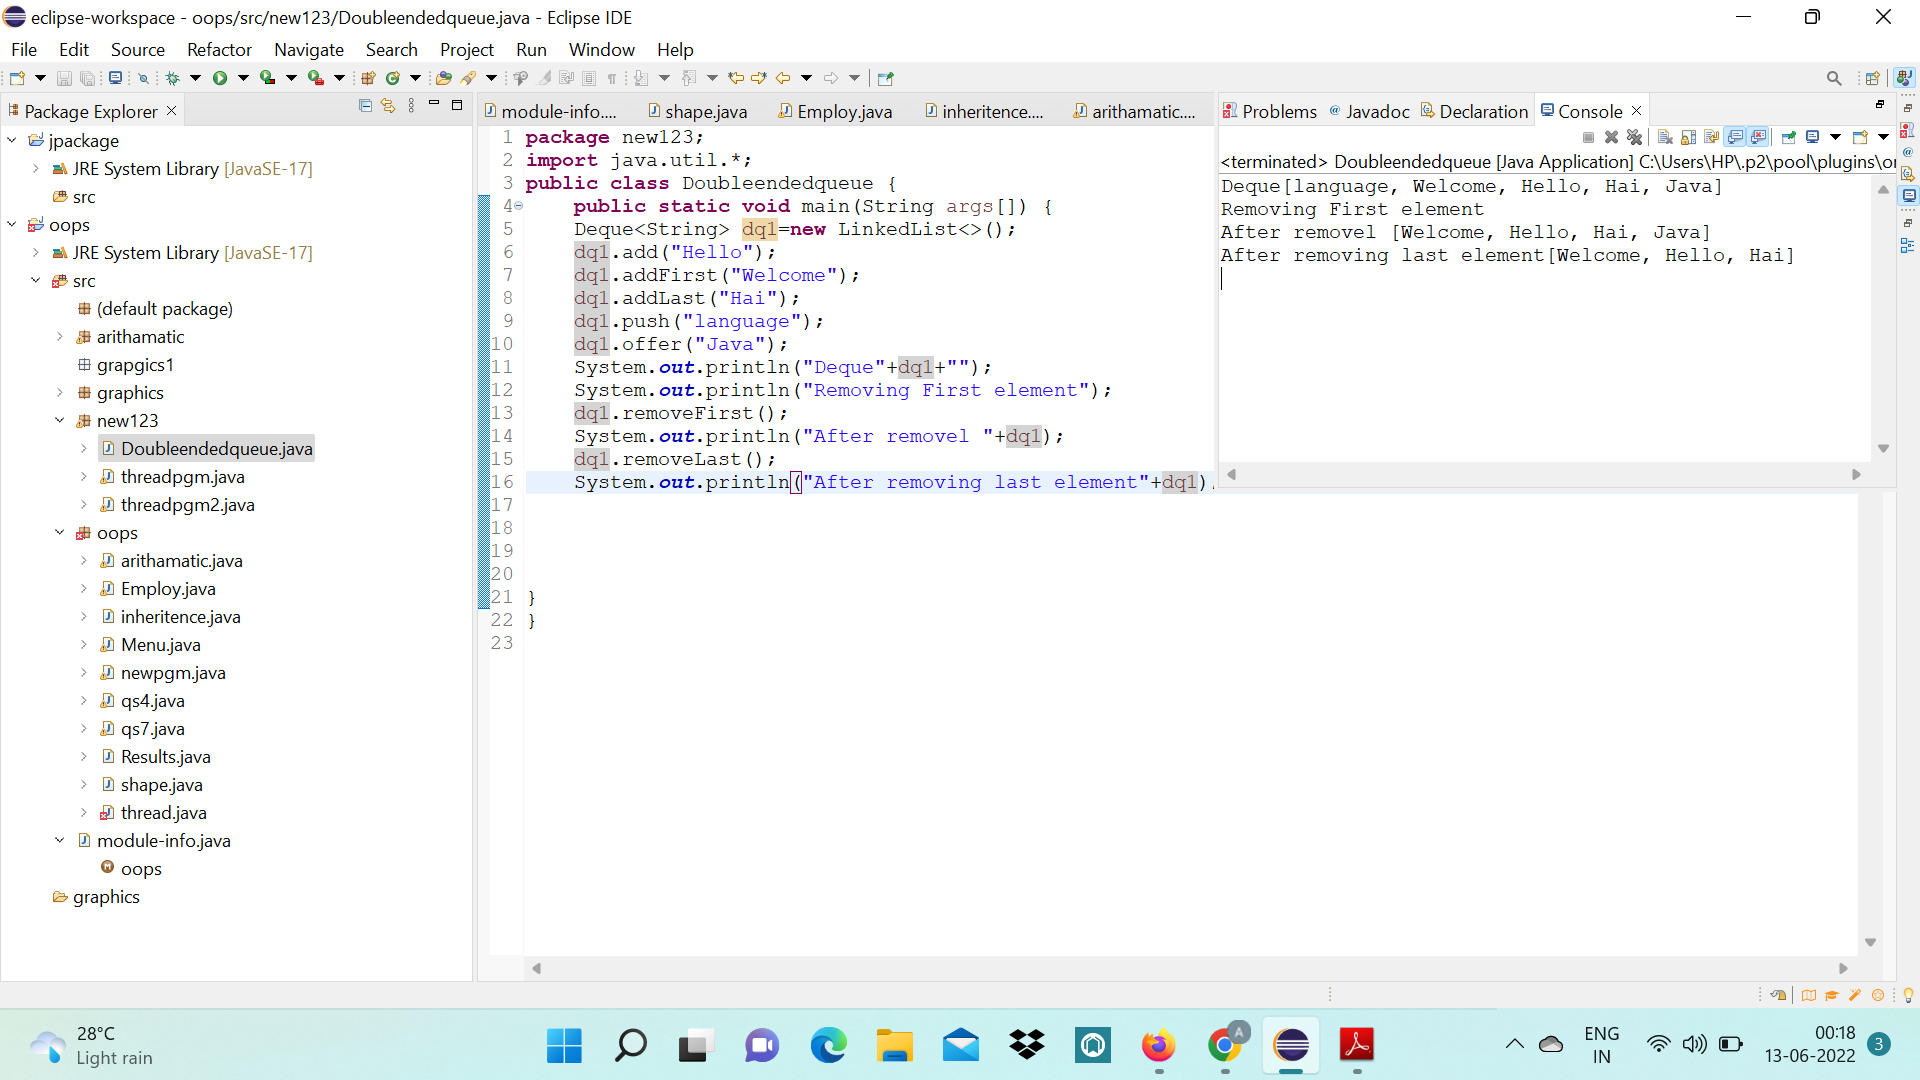 eclipse-workspace - oops/src/new123/Doubleendedqueue.java - Eclipse IDE
File Edit Source Refactor Navigate Search Project Run Window Help
Package Explorer
jpackage
JRE System Library [JavaSE-17]
src
oops
JRE System Library [JavaSE-17]
src
(default package)
arithamatic
grapgics1
graphics
new123
Doubleendedqueue.java
threadpgm.java
threadpgm2.java
oops
arithamatic.java
Employ.java
inheritence.java
Menu.java
newpgm.java
qs4.java
qs7.java
Results.java
shape.java
thread.java
module-info.java
oops
graphics
module-info.... shape.java Employ.java inheritence.... arithamatic....
1 package new123;
2 import java.util.*;
3 public class Doubleendedqueue {
4 public static void main(String args[]) {
5 Deque<String> dq1=new LinkedList<>();
6 dq1.add("Hello");
7 dq1.addFirst("Welcome");
8 dq1.addLast("Hai");
9 dq1.push("language");
10 dq1.offer("Java");
11 System.out.println("Deque"+dq1+"");
12 System.out.println("Removing First element");
13 dq1.removeFirst();
14 System.out.println("After removel "+dq1);
15 dq1.removeLast();
16 System.out.println("After removing last element"+dq1)
17
18
19
20
21 }
22 }
23
Problems Javadoc Declaration Console
<terminated> Doubleendedqueue [Java Application] C:\Users\HP\.p2\pool\plugins\or
Deque[language, Welcome, Hello, Hai, Java]
Removing First element
After removel [Welcome, Hello, Hai, Java]
After removing last element[Welcome, Hello, Hai]
28°C
Light rain
A
ENG
IN
00:18
13-06-2022
3